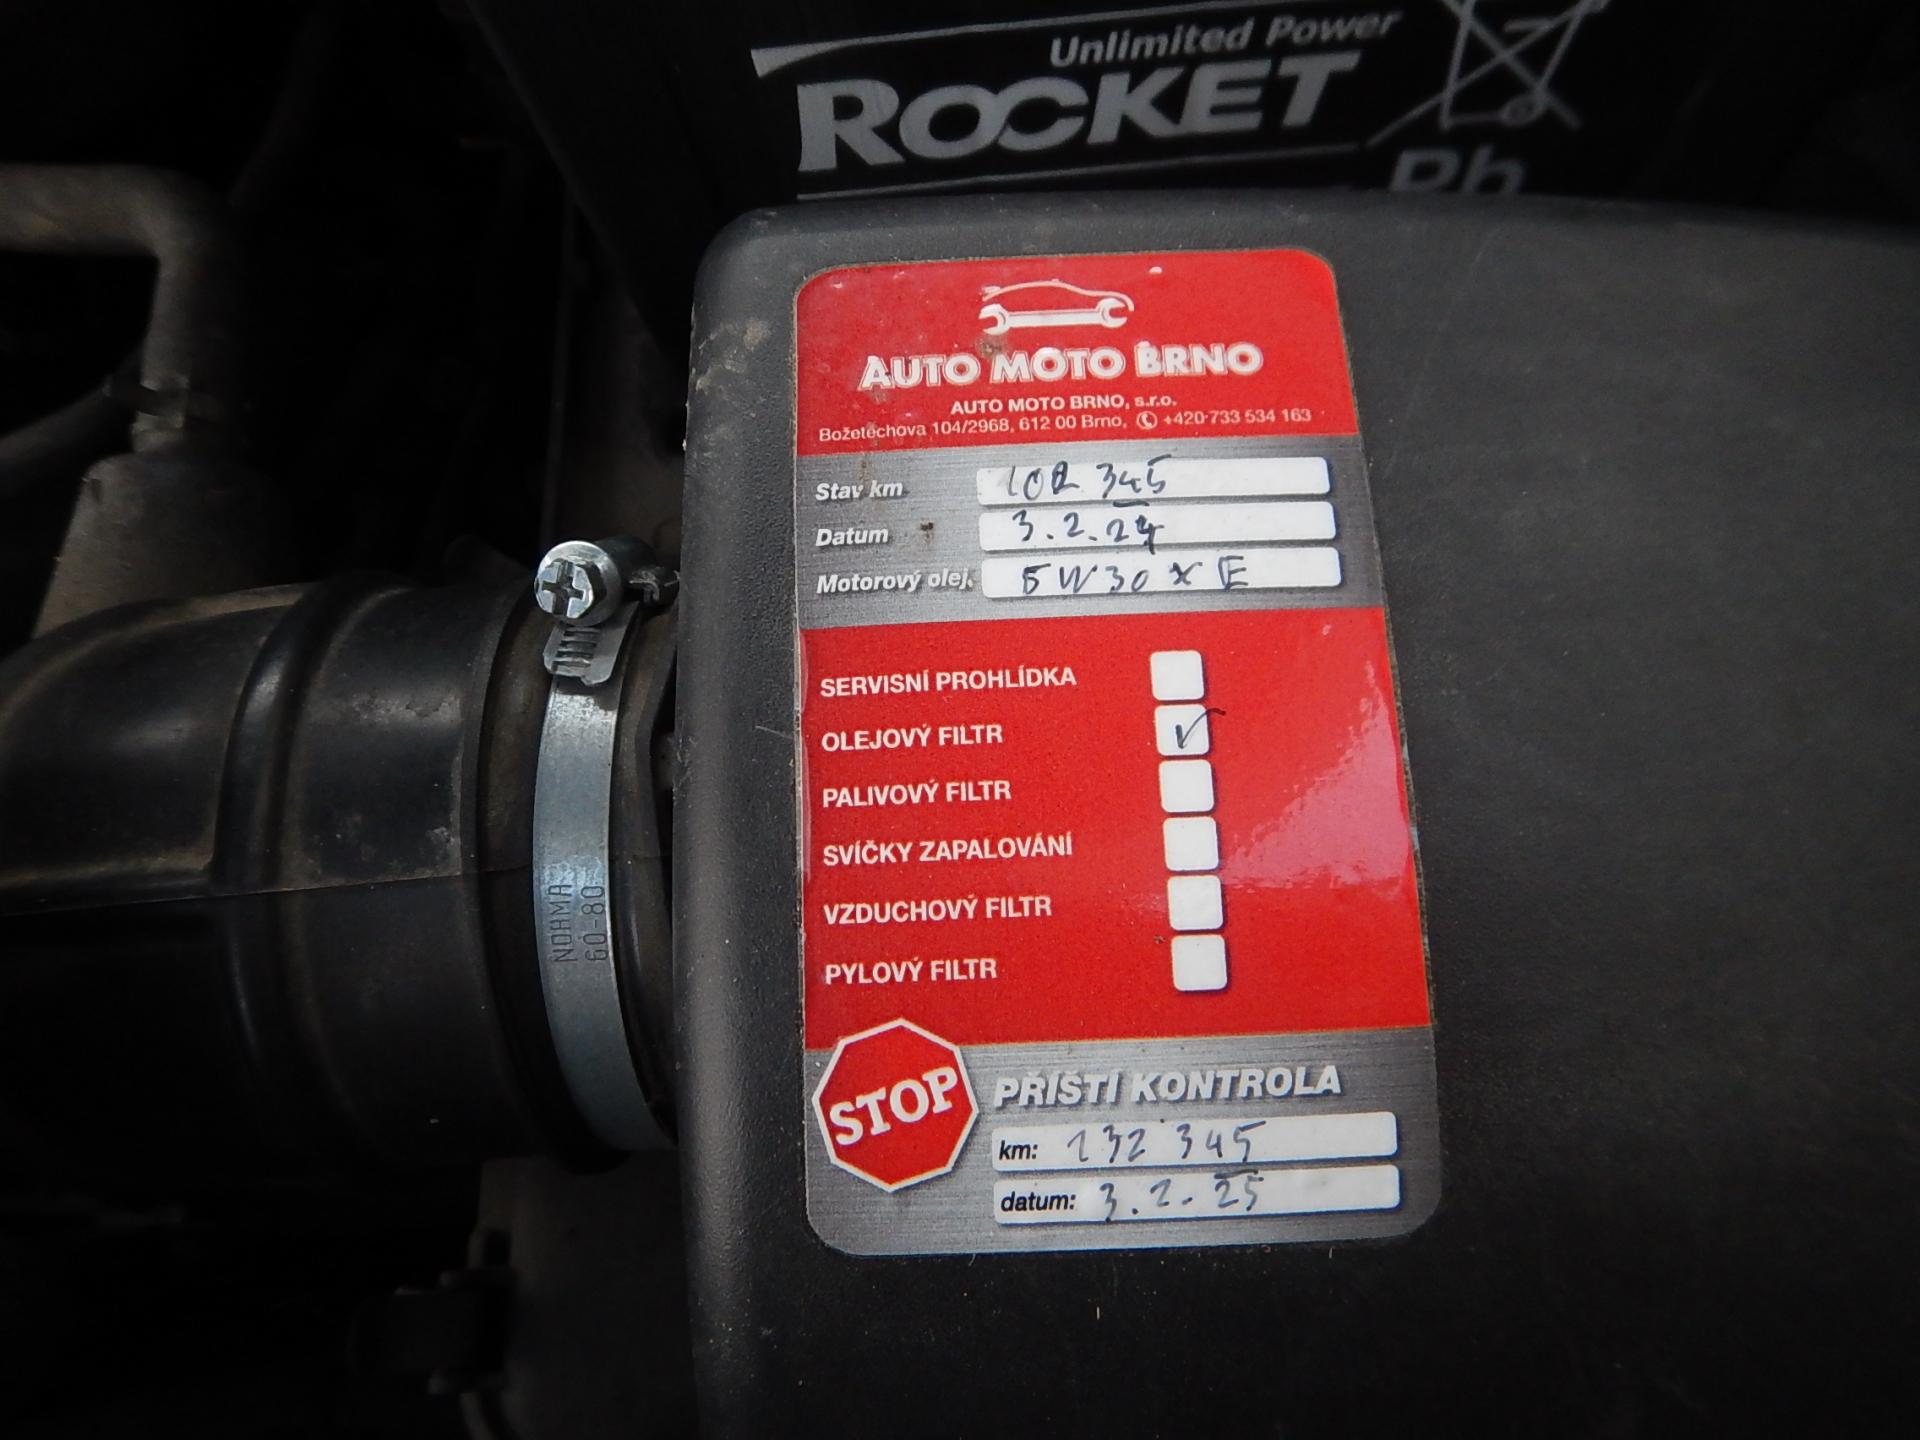 Unlimited Power
ROCKET
Pb
AUTO MOTO BRNO
AUTO MOTO BRNO, s.r.o.
Božetěchova 104/2968, 612 00 Brno, +420 733 534 163
Stav km 102 345
Datum 3.2.24
Motorový olej. 5W30 XE
SERVISNÍ PROHLÍDKA
OLEJOVÝ FILTR
PALIVOVÝ FILTR
SVÍČKY ZAPALOVÁNÍ
VZDUCHOVÝ FILTR
PYLOVÝ FILTR
STOP
PŘÍŠTÍ KONTROLA
km: 132 345
datum: 3.2.25
NORMA
60-80